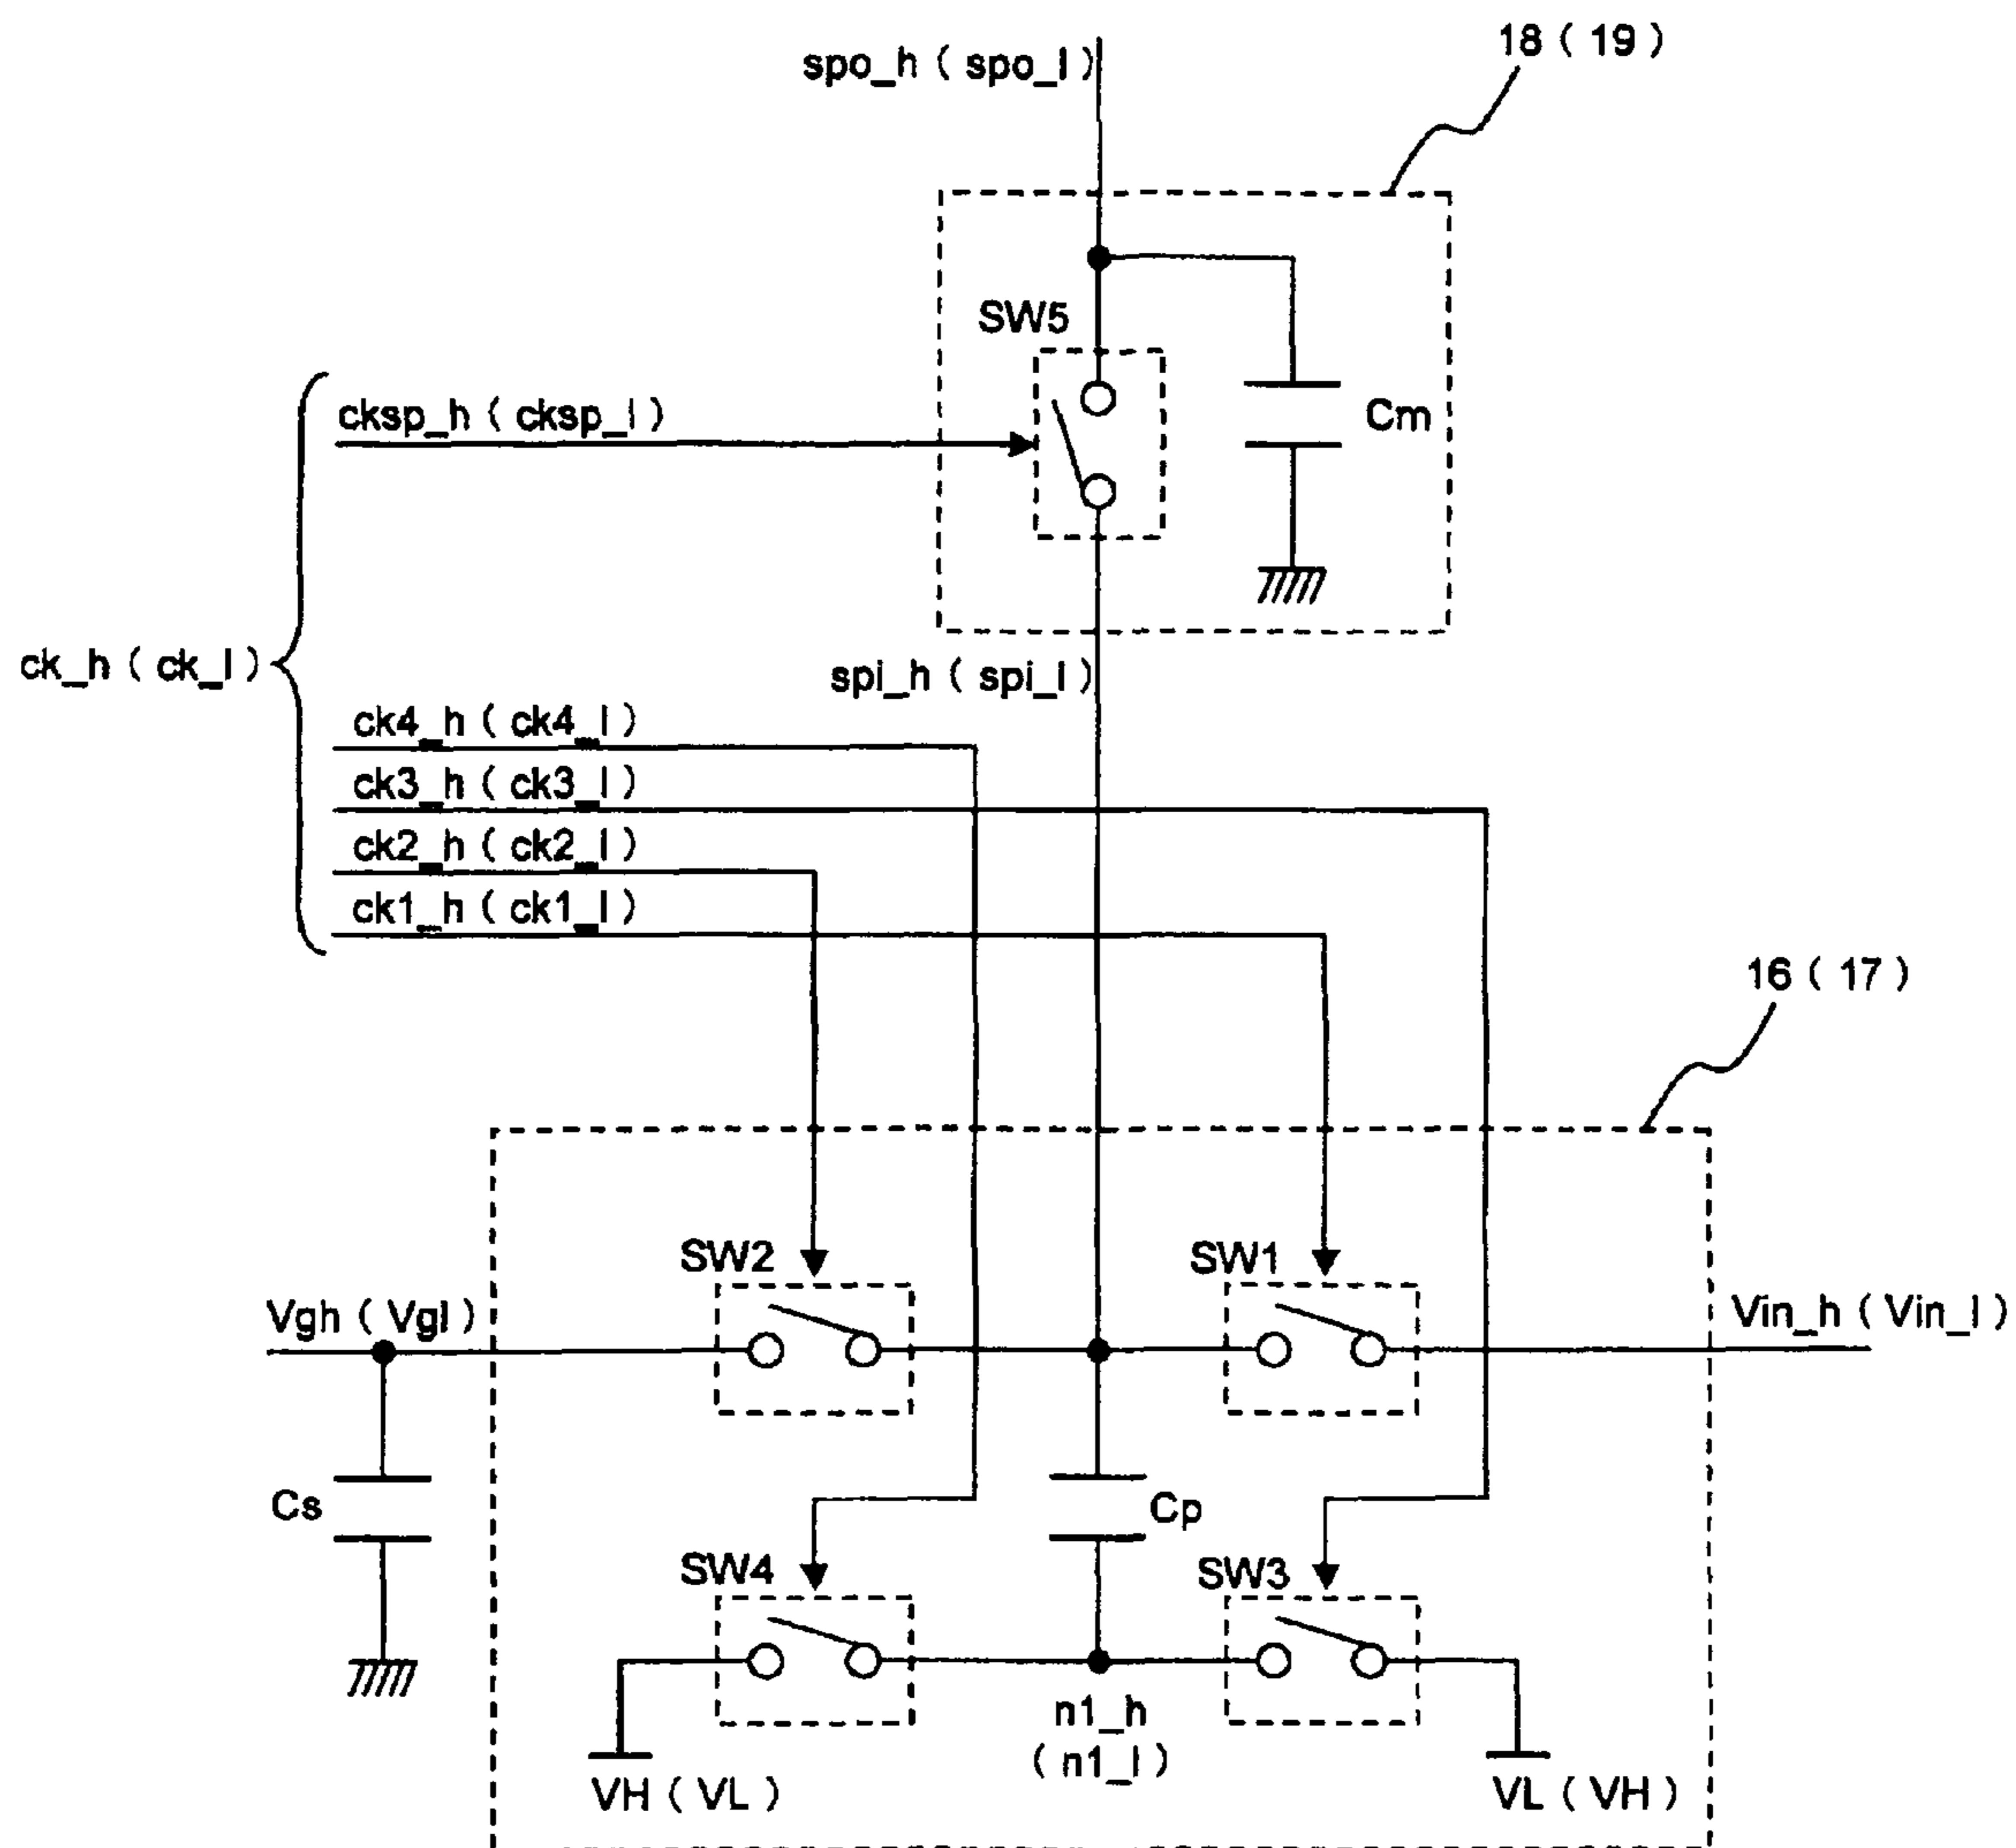 18 ( 19 )
spo_h ( spo_l )
SW5
cksp_h ( cksp_l )
Cm
ck_h ( ck_l )
spi_h ( spi_l )
ck4_h ( ck4_l )
ck3_h ( ck3_l )
ck2_h ( ck2_l )
ck1_h ( ck1_l )
16 ( 17 )
SW2
SW1
Vgh ( Vgl )
Vin_h ( Vin_l )
Cs
Cp
SW4
SW3
n1_h
( n1_l )
VH ( VL )
VL ( VH )